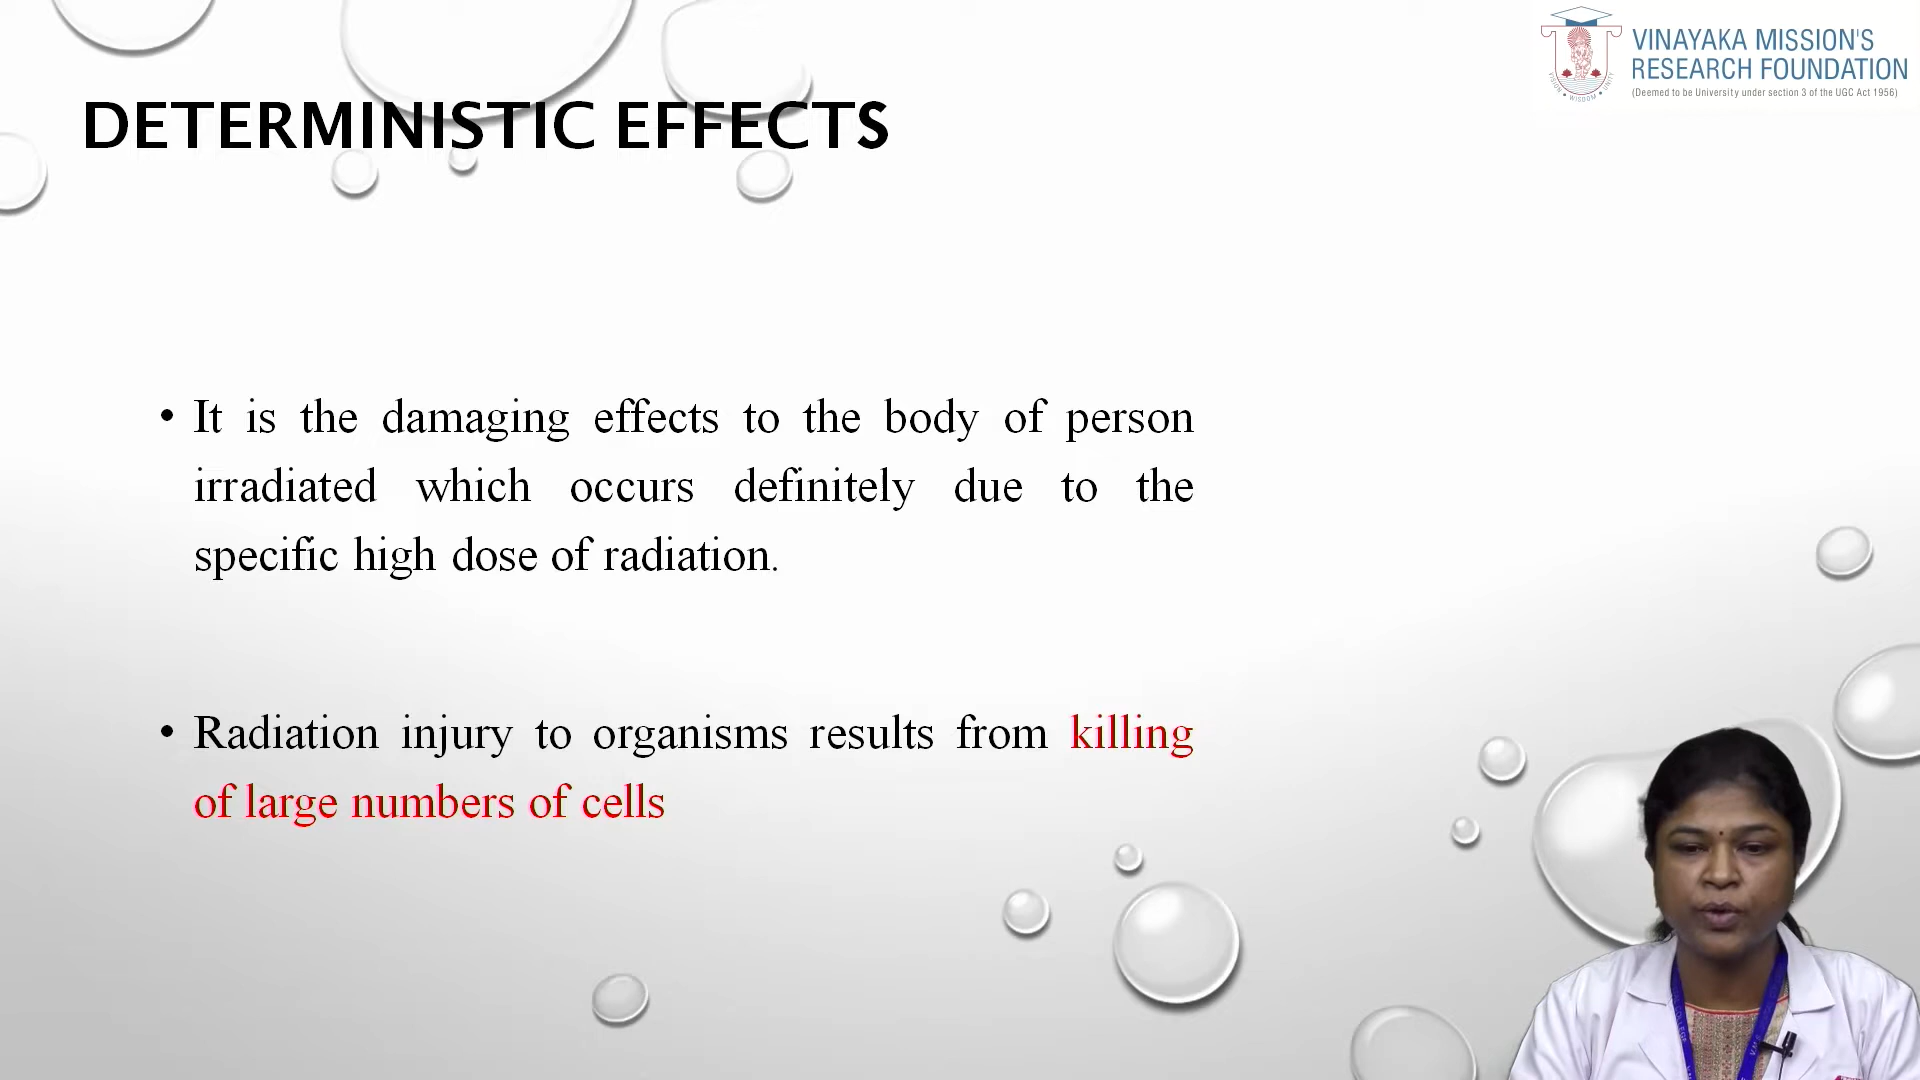 VINAYAKA MISSION'S
RESEARCH FOUNDATION
(Deemed to be University under section 3 of the UGC Act 1956)
DETERMINISTIC EFFECTS
• It is the damaging effects to the body of person
irradiated which occurs definitely due to the
specific high dose of radiation.
• Radiation injury to organisms results from killing
of large numbers of cells